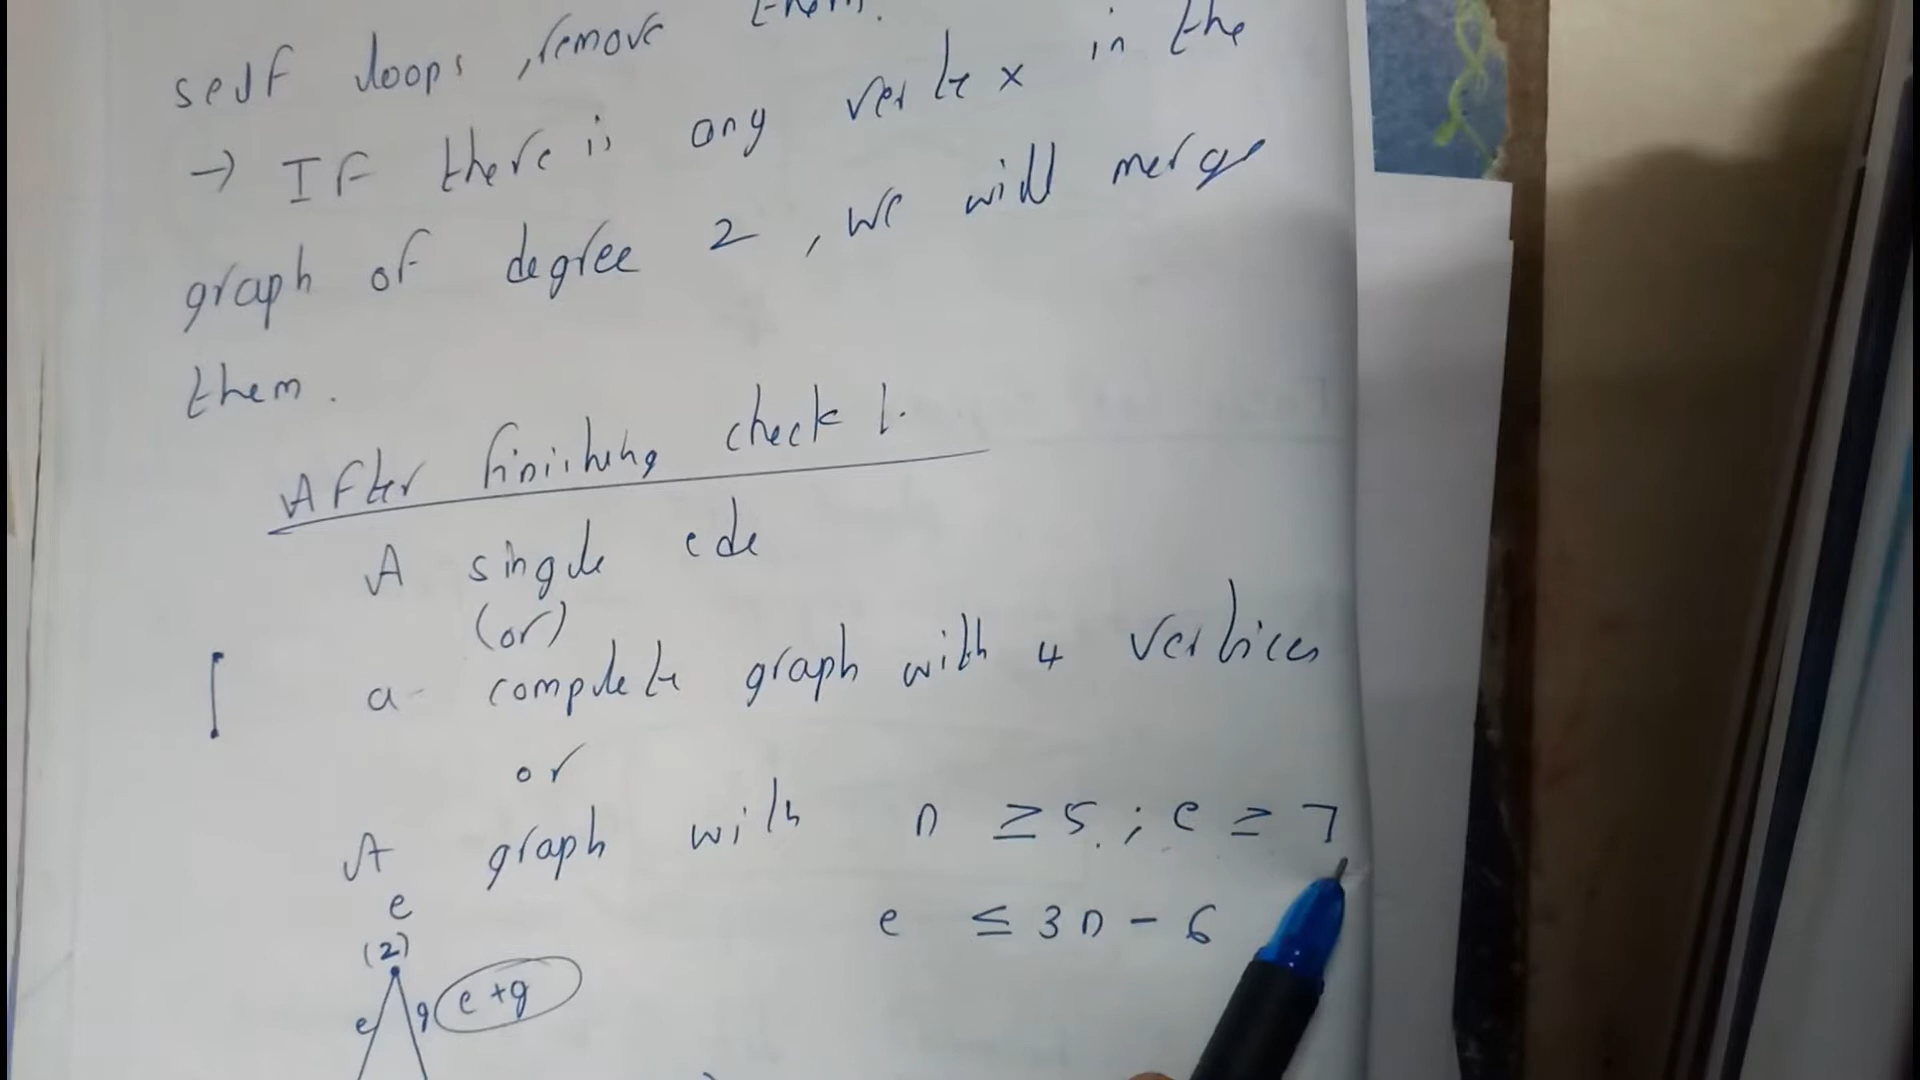 self loops, remove them.
→ IF there is any vertex in the
graph of degree 2, we will merge
them.
After finishing check 1.
A single ede
(or)
a complete graph with 4 vertices
or
A graph with n ≥ 5 ; e ≥ 7
e ≤ 3n - 6
e
(2)
e g e+g